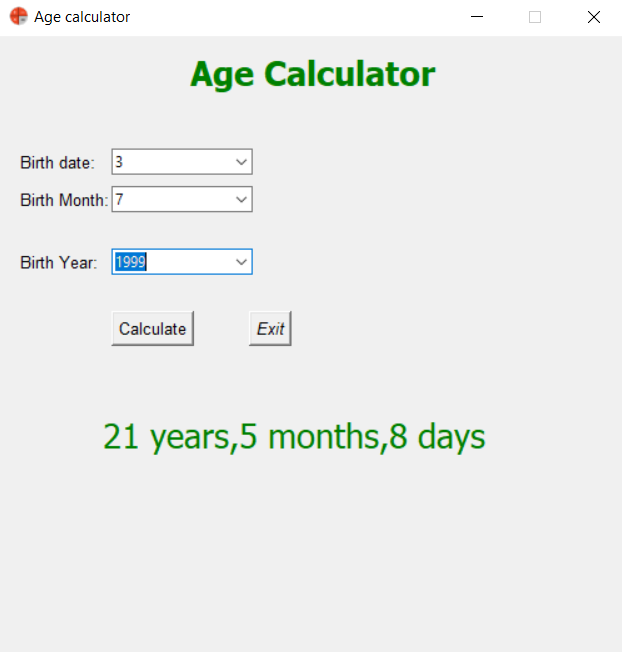 Age calculator
Age Calculator
Birth date: 3
Birth Month: 7
Birth Year: 1999
Calculate Exit
21 years,5 months,8 days